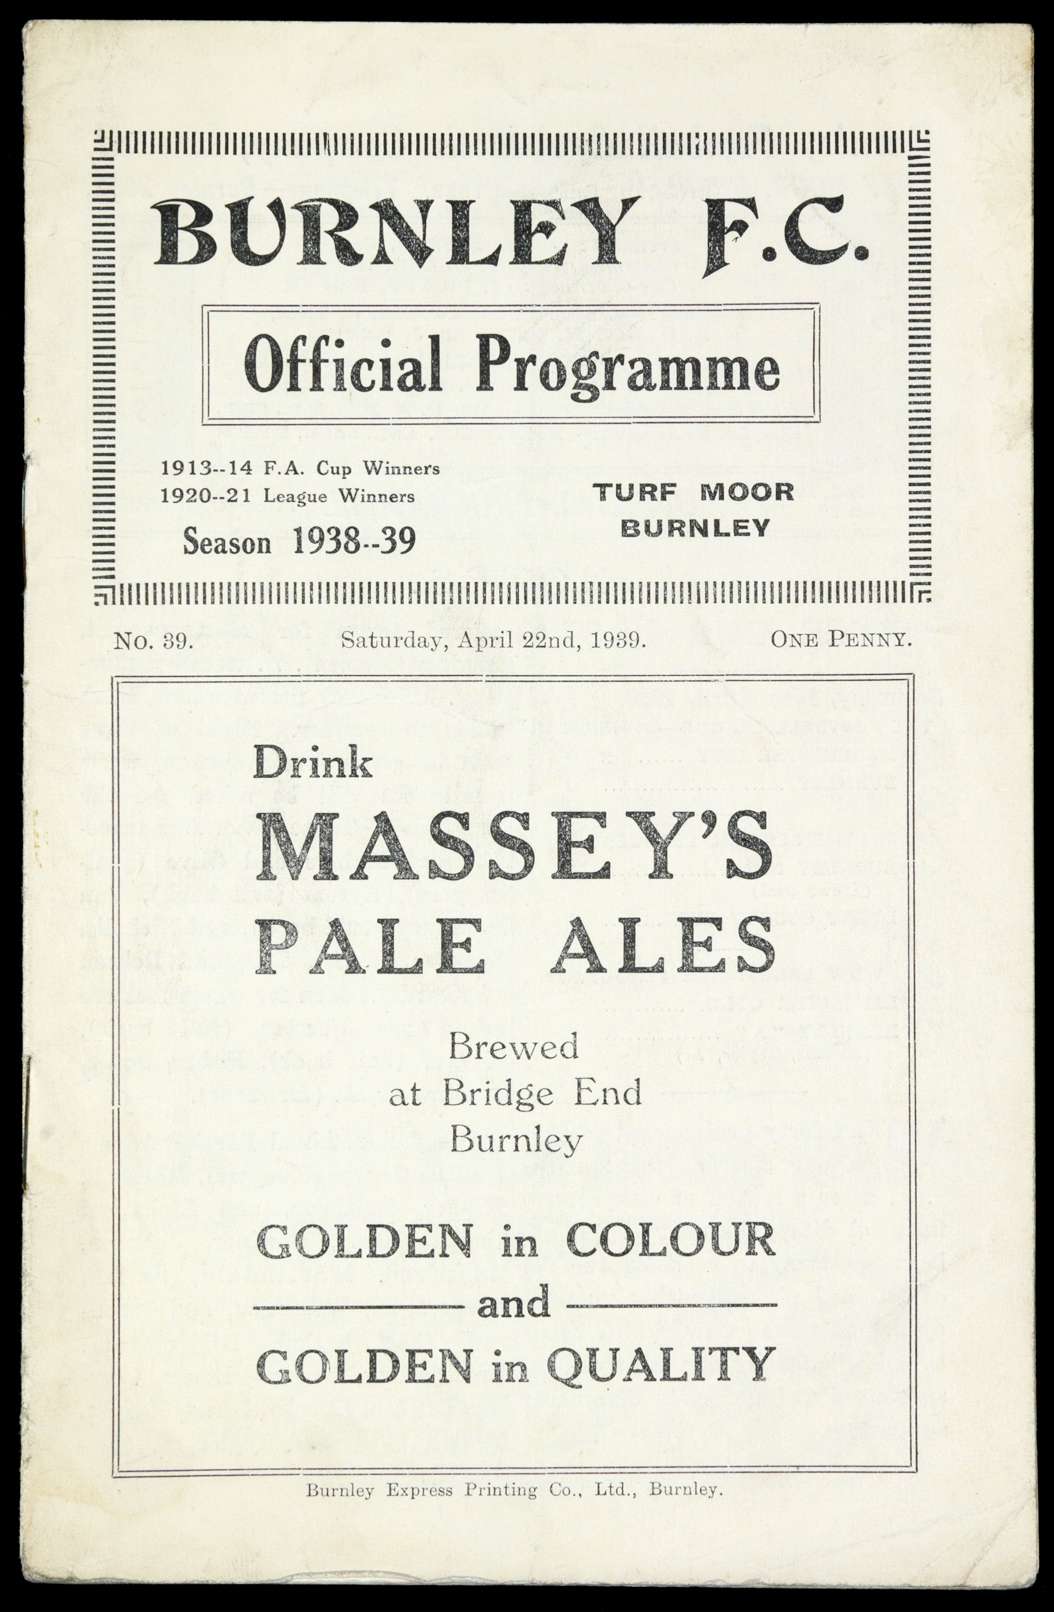 BURNLEY F.C.
Official Programme
1913--14 F.A. Cup Winners
1920--21 League Winners
Season 1938--39
TURF MOOR
BURNLEY
No. 39.
Saturday, April 22nd, 1939.
ONE PENNY.
Drink
MASSEY'S
PALE ALES
Brewed
at Bridge End
Burnley
GOLDEN in COLOUR
and
GOLDEN in QUALITY
Burnley Express Printing Co., Ltd., Burnley.